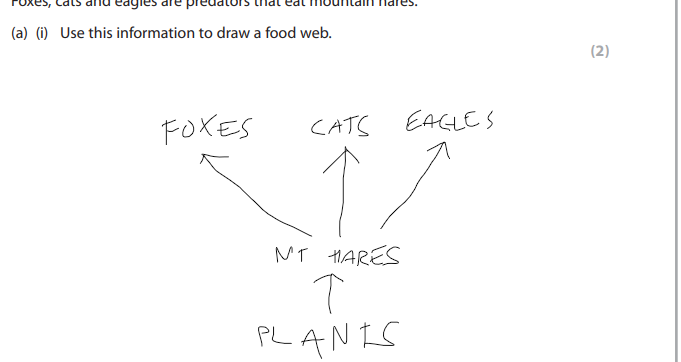 Foxes, cats and eagles are predators that eat mountain hares.
(a) (i) Use this information to draw a food web.
(2)
FOXES CATS EAGLES
MT HARES
PLANTS